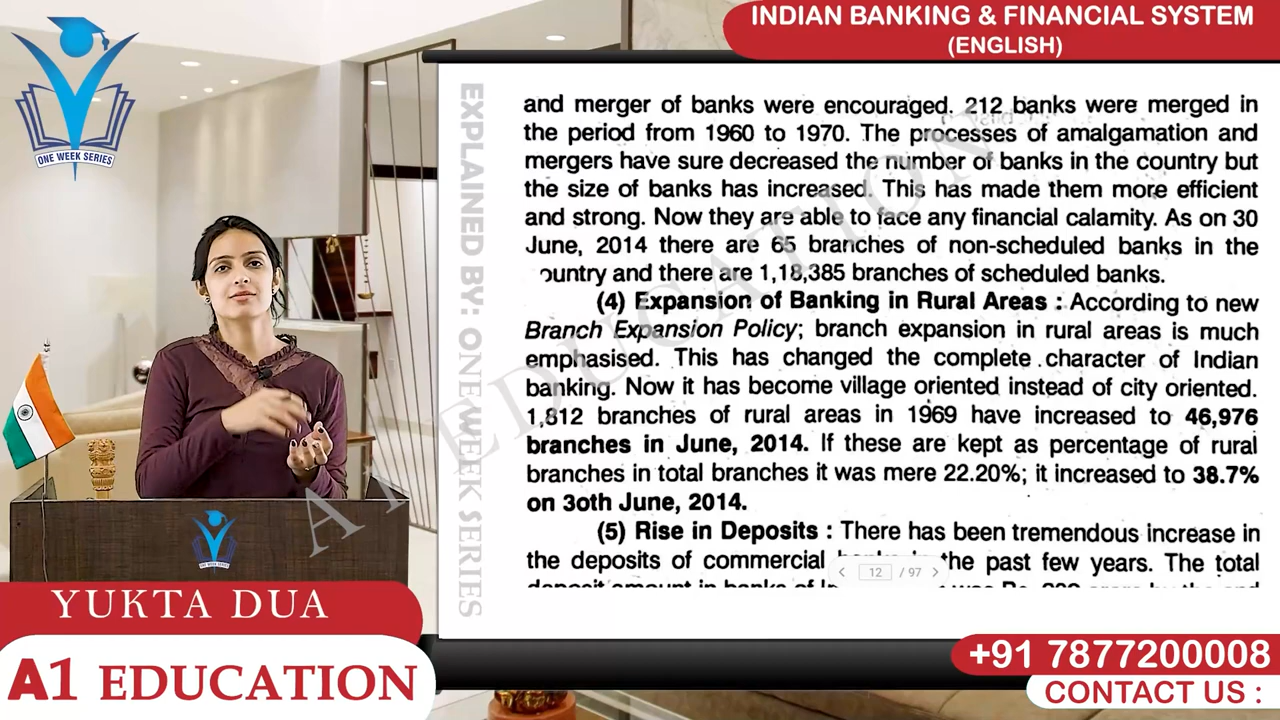 ONE WEEK SERIES
INDIAN BANKING & FINANCIAL SYSTEM
(ENGLISH)
EXPLAINED BY: ONE WEEK SERIES
A1 EDUCATION
and merger of banks were encouraged. 212 banks were merged in
the period from 1960 to 1970. The processes of amalgamation and
mergers have sure decreased the number of banks in the country but
the size of banks has increased. This has made them more efficient
and strong. Now they are able to face any financial calamity. As on 30
June, 2014 there are 65 branches of non-scheduled banks in the
ountry and there are 1,18,385 branches of scheduled banks.
(4) Expansion of Banking in Rural Areas : According to new
Branch Expansion Policy; branch expansion in rural areas is much
emphasised. This has changed the complete character of Indian
banking. Now it has become village oriented instead of city oriented.
1,812 branches of rural areas in 1969 have increased to 46,976
branches in June, 2014. If these are kept as percentage of rural
branches in total branches it was mere 22.20%; it increased to 38.7%
on 3oth June, 2014.
(5) Rise in Deposits : There has been tremendous increase in
the deposits of commercial the past few years. The total
12 / 97
ONE WEEK SERIES
YUKTA DUA
A1 EDUCATION
+91 7877200008
CONTACT US :